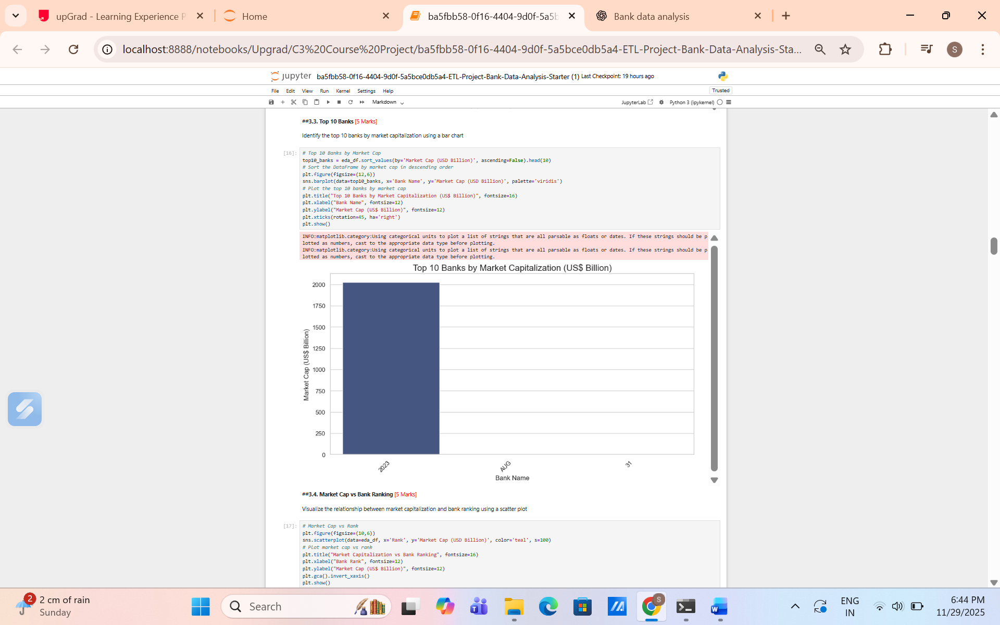 upGrad - Learning Experience P
Home
ba5fbb58-0f16-4404-9d0f-5a5b
Bank data analysis
localhost:8888/notebooks/Upgrad/C3%20Course%20Project/ba5fbb58-0f16-4404-9d0f-5a5bce0db5a4-ETL-Project-Bank-Data-Analysis-Sta...
S
jupyter ba5fbb58-0f16-4404-9d0f-5a5bce0db5a4-ETL-Project-Bank-Data-Analysis-Starter (1) Last Checkpoint: 19 hours ago
File Edit View Run Kernel Settings Help
Trusted
Markdown
JupyterLab
Python 3 (ipykernel)
##3.3. Top 10 Banks [5 Marks]
Identify the top 10 banks by market capitalization using a bar chart
[16]:
# Top 10 Banks by Market Cap
top10_banks = eda_df.sort_values(by='Market Cap (USD Billion)', ascending=False).head(10)
# Sort the DataFrame by market cap in descending order
plt.figure(figsize=(12,6))
sns.barplot(data=top10_banks, x='Bank Name', y='Market Cap (USD Billion)', palette='viridis')
# Plot the top 10 banks by market cap
plt.title("Top 10 Banks by Market Capitalization (US$ Billion)", fontsize=16)
plt.xlabel("Bank Name", fontsize=12)
plt.ylabel("Market Cap (US$ Billion)", fontsize=12)
plt.xticks(rotation=45, ha='right')
plt.show()
INFO:matplotlib.category:Using categorical units to plot a list of strings that are all parsable as floats or dates. If these strings should be p
lotted as numbers, cast to the appropriate data type before plotting.
INFO:matplotlib.category:Using categorical units to plot a list of strings that are all parsable as floats or dates. If these strings should be p
lotted as numbers, cast to the appropriate data type before plotting.
Top 10 Banks by Market Capitalization (US$ Billion)
Market Cap (US$ Billion)
2000
1750
1500
1250
1000
750
500
250
0
2023
AUG
31
Bank Name
##3.4. Market Cap vs Bank Ranking [5 Marks]
Visualize the relationship between market capitalization and bank ranking using a scatter plot
[17]:
# Market Cap vs Rank
plt.figure(figsize=(10,6))
sns.scatterplot(data=eda_df, x='Rank', y='Market Cap (USD Billion)', color='teal', s=100)
# Plot market cap vs rank
plt.title("Market Capitalization vs Bank Ranking", fontsize=16)
plt.xlabel("Bank Rank", fontsize=12)
plt.ylabel("Market Cap (US$ Billion)", fontsize=12)
plt.gca().invert_xaxis()
plt.show()
2
2 cm of rain
Sunday
Search
S
ENG
IN
6:44 PM
11/29/2025